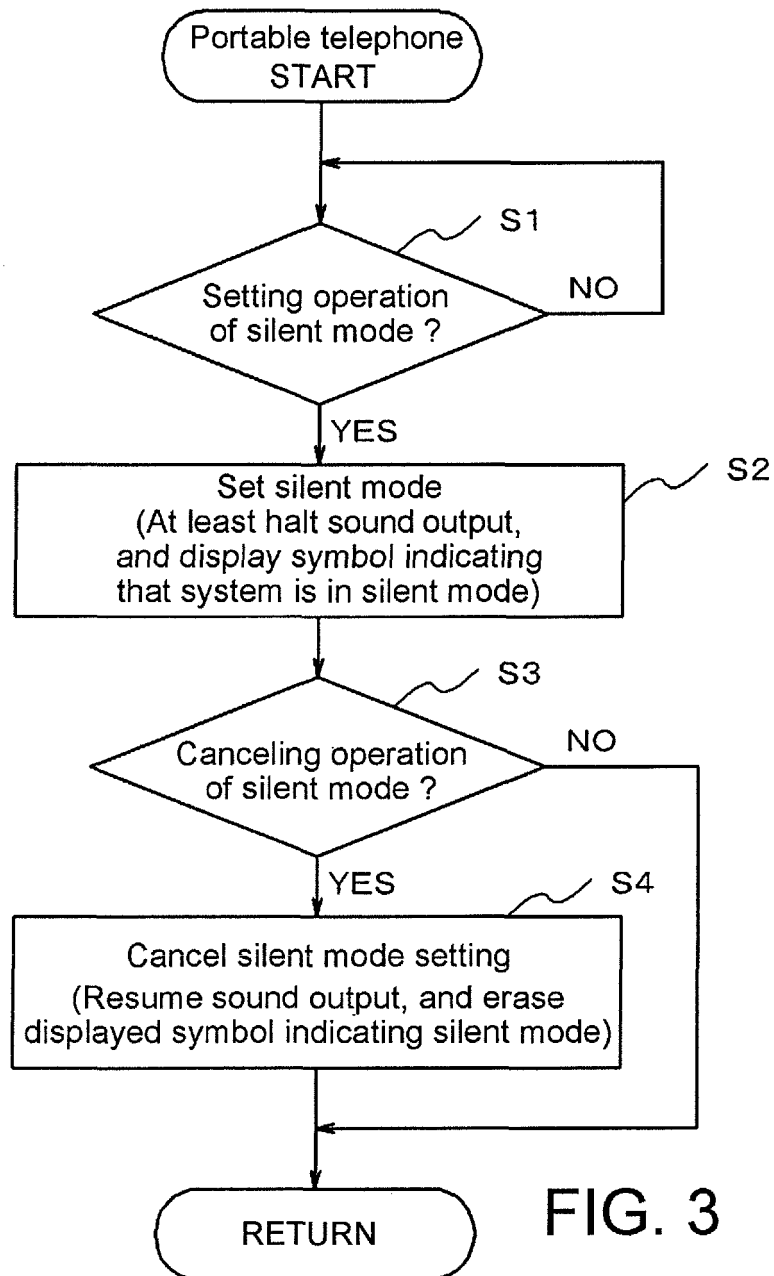 Portable telephone
START
S1
Setting operation
of silent mode ?
NO
YES
S2
Set silent mode
(At least halt sound output,
and display symbol indicating
that system is in silent mode)
S3
Canceling operation
of silent mode ?
NO
YES
S4
Cancel silent mode setting
(Resume sound output, and erase
displayed symbol indicating silent mode)
RETURN
FIG. 3